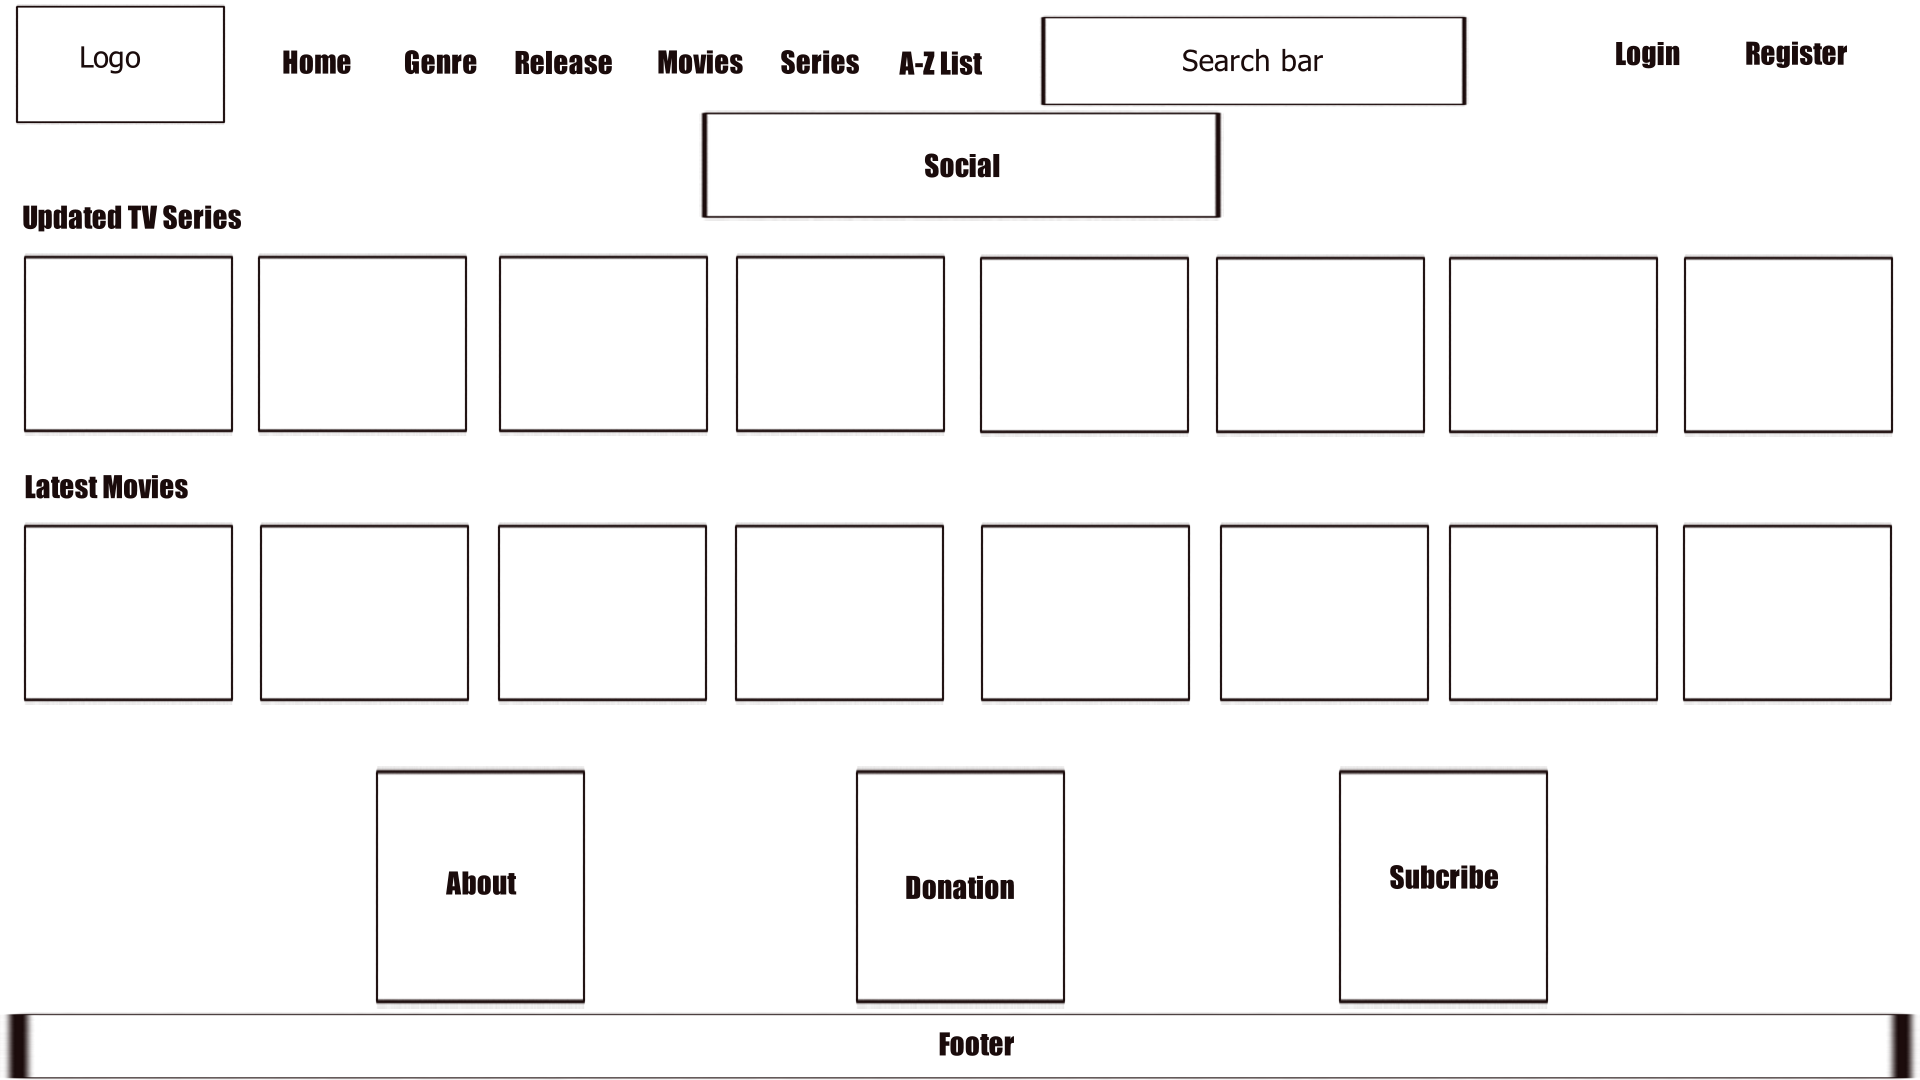 Logo
Home
Genre
Release
Movies
Series
A-Z List
Search bar
Login
Register
Social
Updated TV Series
Latest Movies
About
Donation
Subcribe
Footer